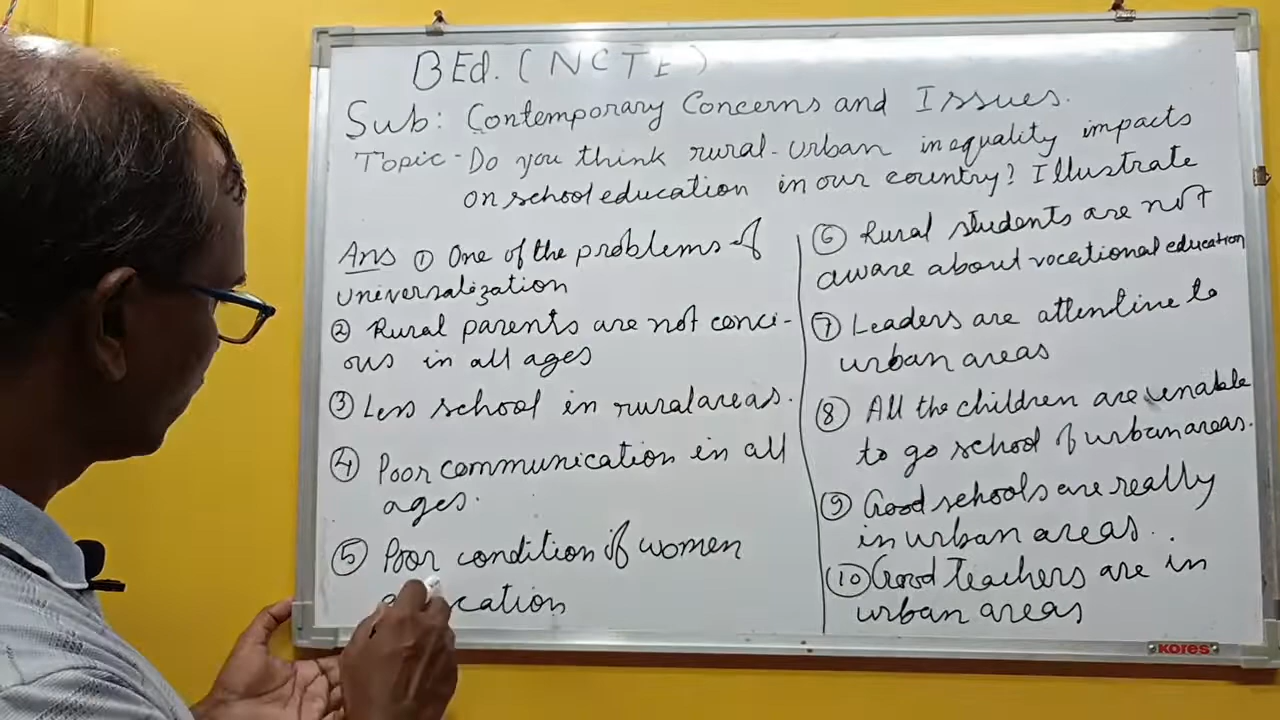 BEd. (NCTE)
Sub: Contemporary Concerns and Issues.
Topic - Do you think rural-urban inequality impacts
on school education in our country? Illustrate
Ans ① One of the problems of
universalization
② Rural parents are not conci-
ous in all ages
③ Less school in rural areas.
④ Poor communication in all
ages.
⑤ Poor condition of women
cation
⑥ Rural students are not
aware about vocational education
⑦ Leaders are attentine to
urban areas
⑧ All the children are unable
to go school of urban areas.
⑨ Good schools are really
in urban areas..
⑩ Good teachers are in
urban areas
KORES